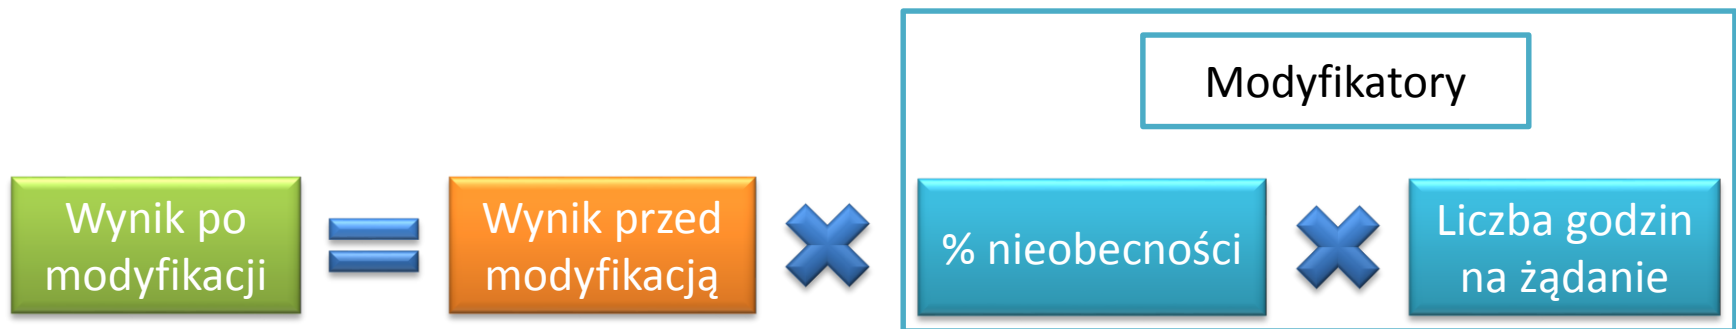 Modyfikatory
Wynik po
modyfikacji
Wynik przed
modyfikacją
% nieobecności
Liczba godzin
na żądanie